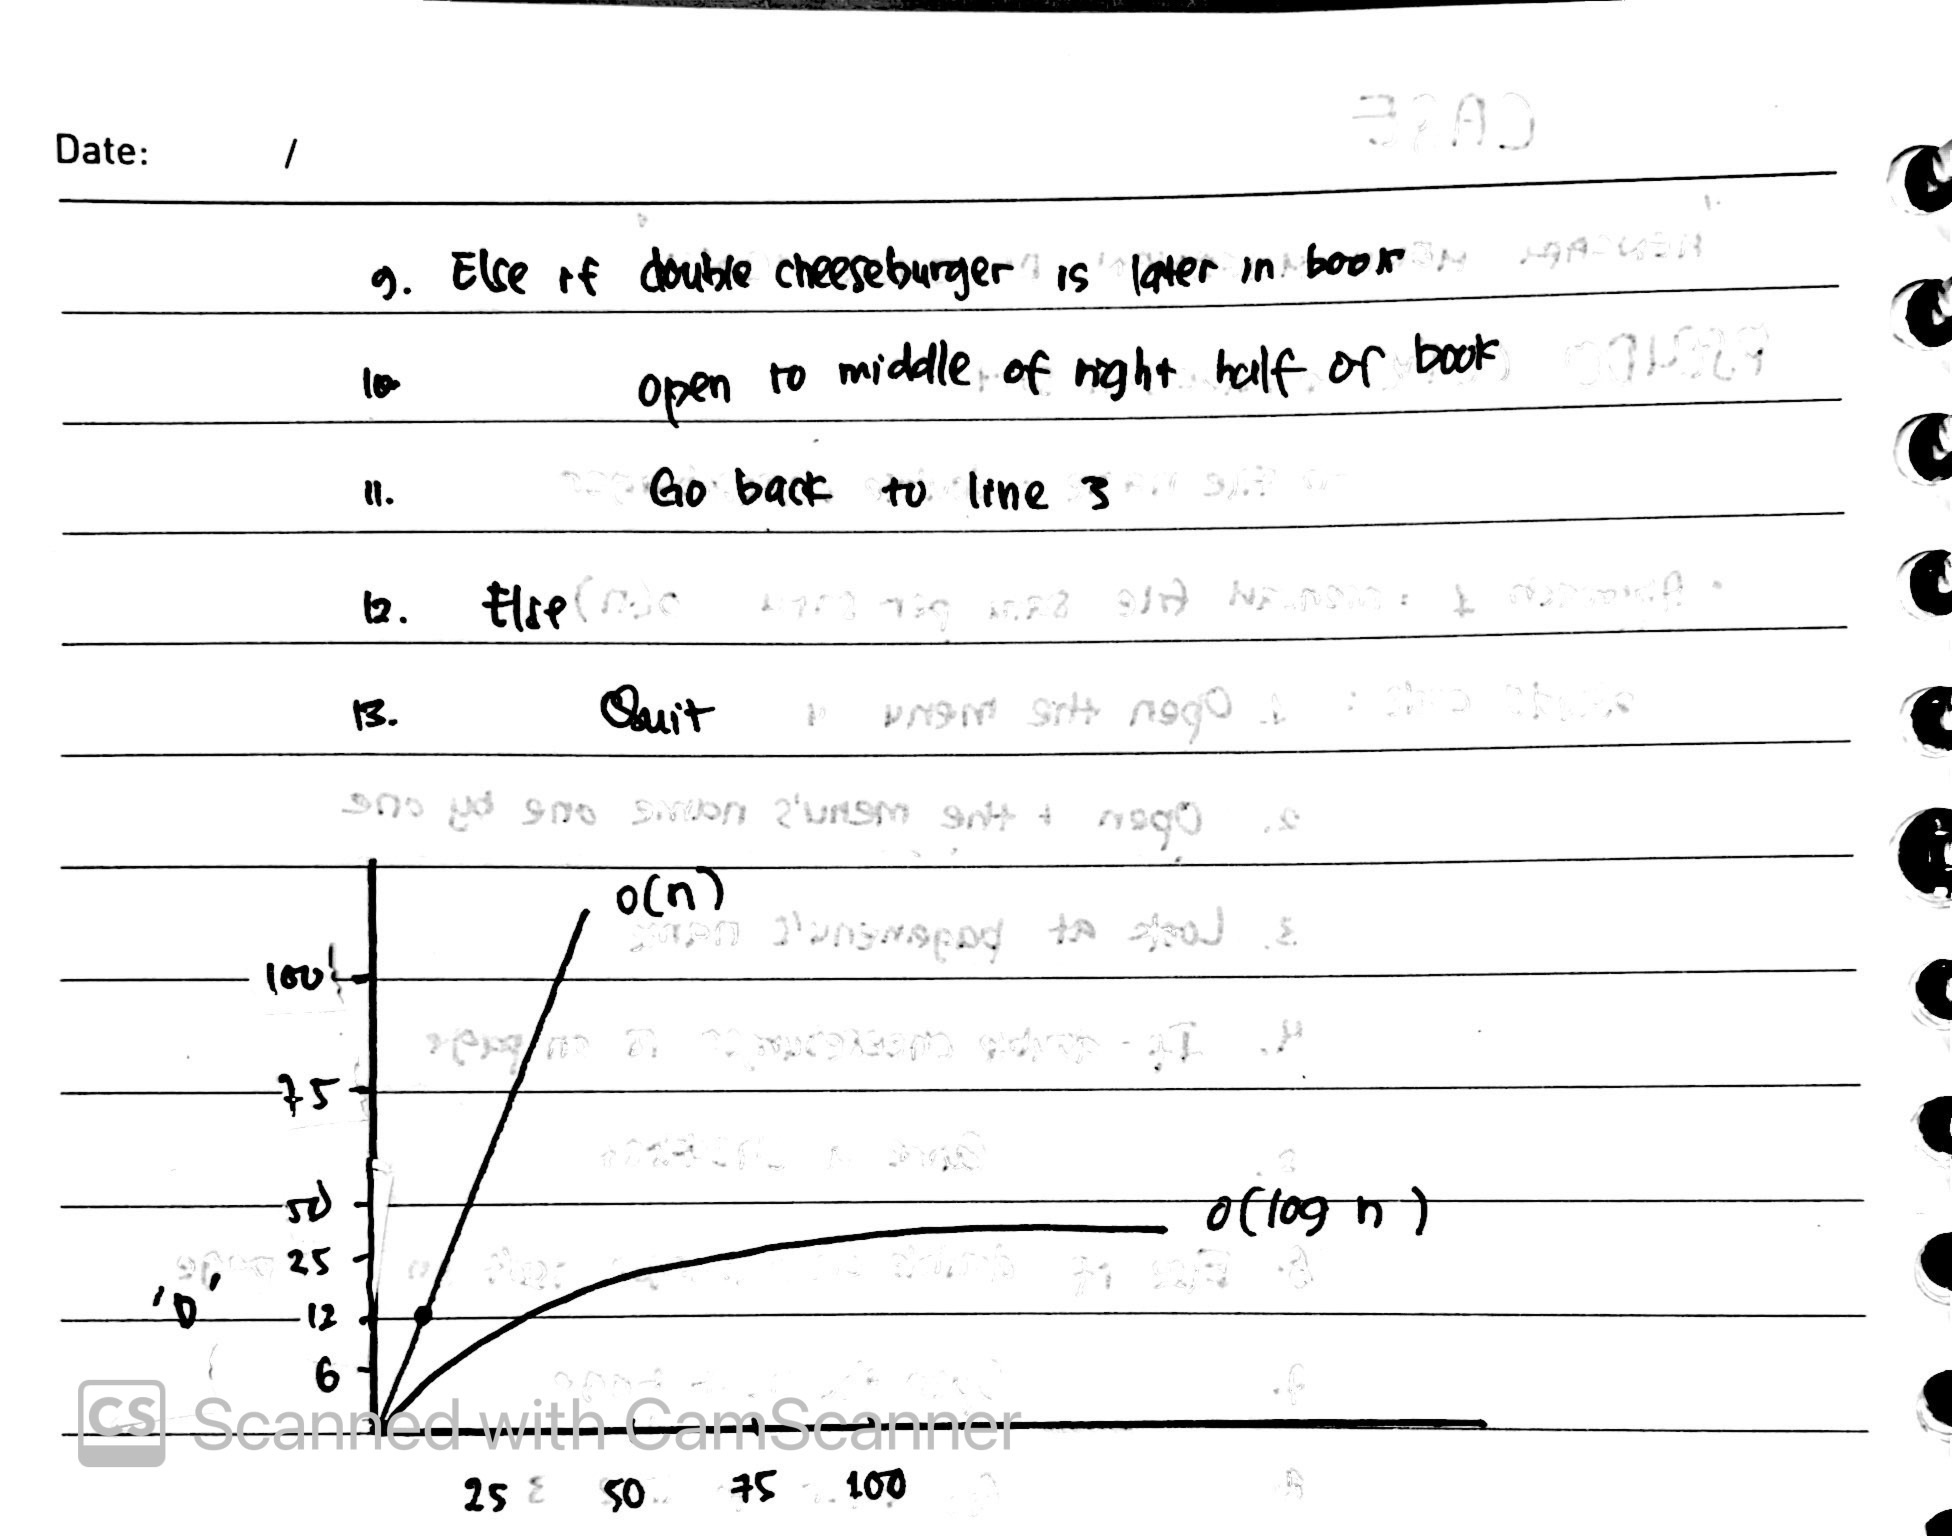 Date: /
9. Else if double cheeseburger is later in book
10 open to middle of right half of book
11. Go back to line 3
12. Else
13. Quit
O(n)
100
75
50
O(log n)
25
'D'
12
6
CS Scanned with CamScanner
25 50 75 100